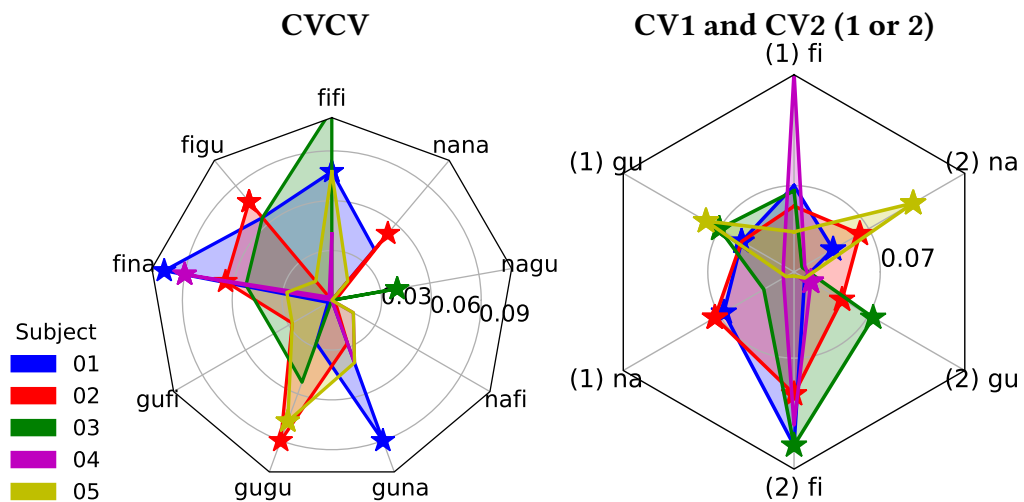 CVCV
CV1 and CV2 (1 or 2)
(1) fi
fifi
figu
nana
(1) gu
(2) na
fina
nagu
0.03
0.06
0.09
0.07
Subject
01
02
03
04
05
gufi
nafi
(1) na
(2) gu
gugu
guna
(2) fi